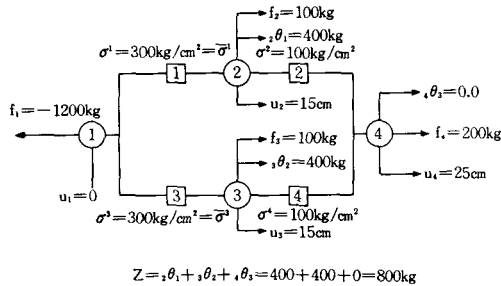 f₂=100kg
₂θ₁=400kg
σ¹=300kg/cm²=σ̅¹
σ²=100kg/cm²
1
2
2
f₁=−1200kg
u₂=15cm
₄θ₃=0.0
1
4
f₃=100kg
f₄=200kg
₃θ₂=400kg
u₁=0
3
3
4
u₄=25cm
σ³=300kg/cm²=σ̅³
σ⁴=100kg/cm²
u₃=15cm
Z=₂θ₁+₃θ₂+₄θ₃=400+400+0=800kg